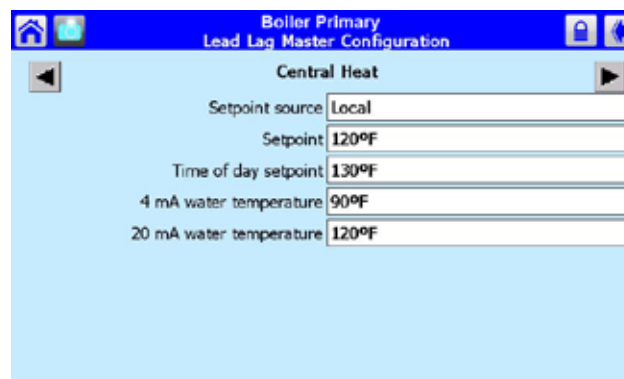 Boiler Primary
Lead Lag Master Configuration
Central Heat
Setpoint source Local
Setpoint 120ºF
Time of day setpoint 130ºF
4 mA water temperature 90ºF
20 mA water temperature 120ºF